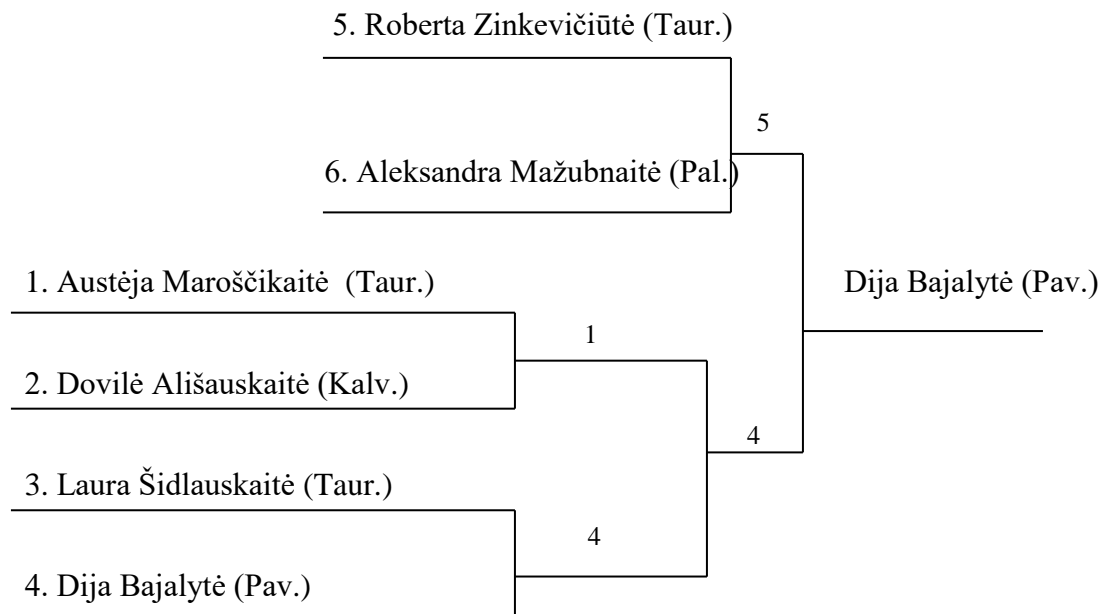 5. Roberta Zinkevičiūtė (Taur.)
5
6. Aleksandra Mažubnaitė (Pal.)
1. Austėja Maroščikaitė (Taur.)
Dija Bajalytė (Pav.)
1
2. Dovilė Ališauskaitė (Kalv.)
4
3. Laura Šidlauskaitė (Taur.)
4
4. Dija Bajalytė (Pav.)